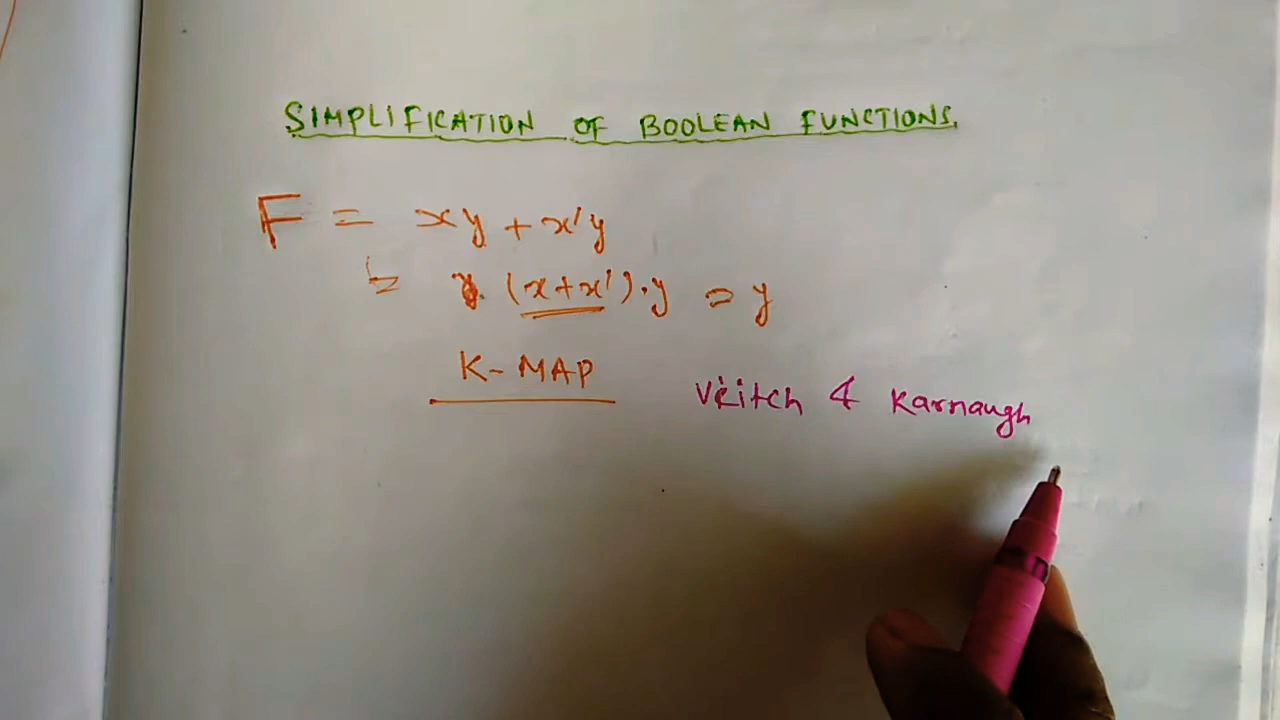 SIMPLIFICATION OF BOOLEAN FUNCTIONS.
F = xy + x'y
= (x+x').y = y
K-MAP
Veitch & Karnaugh